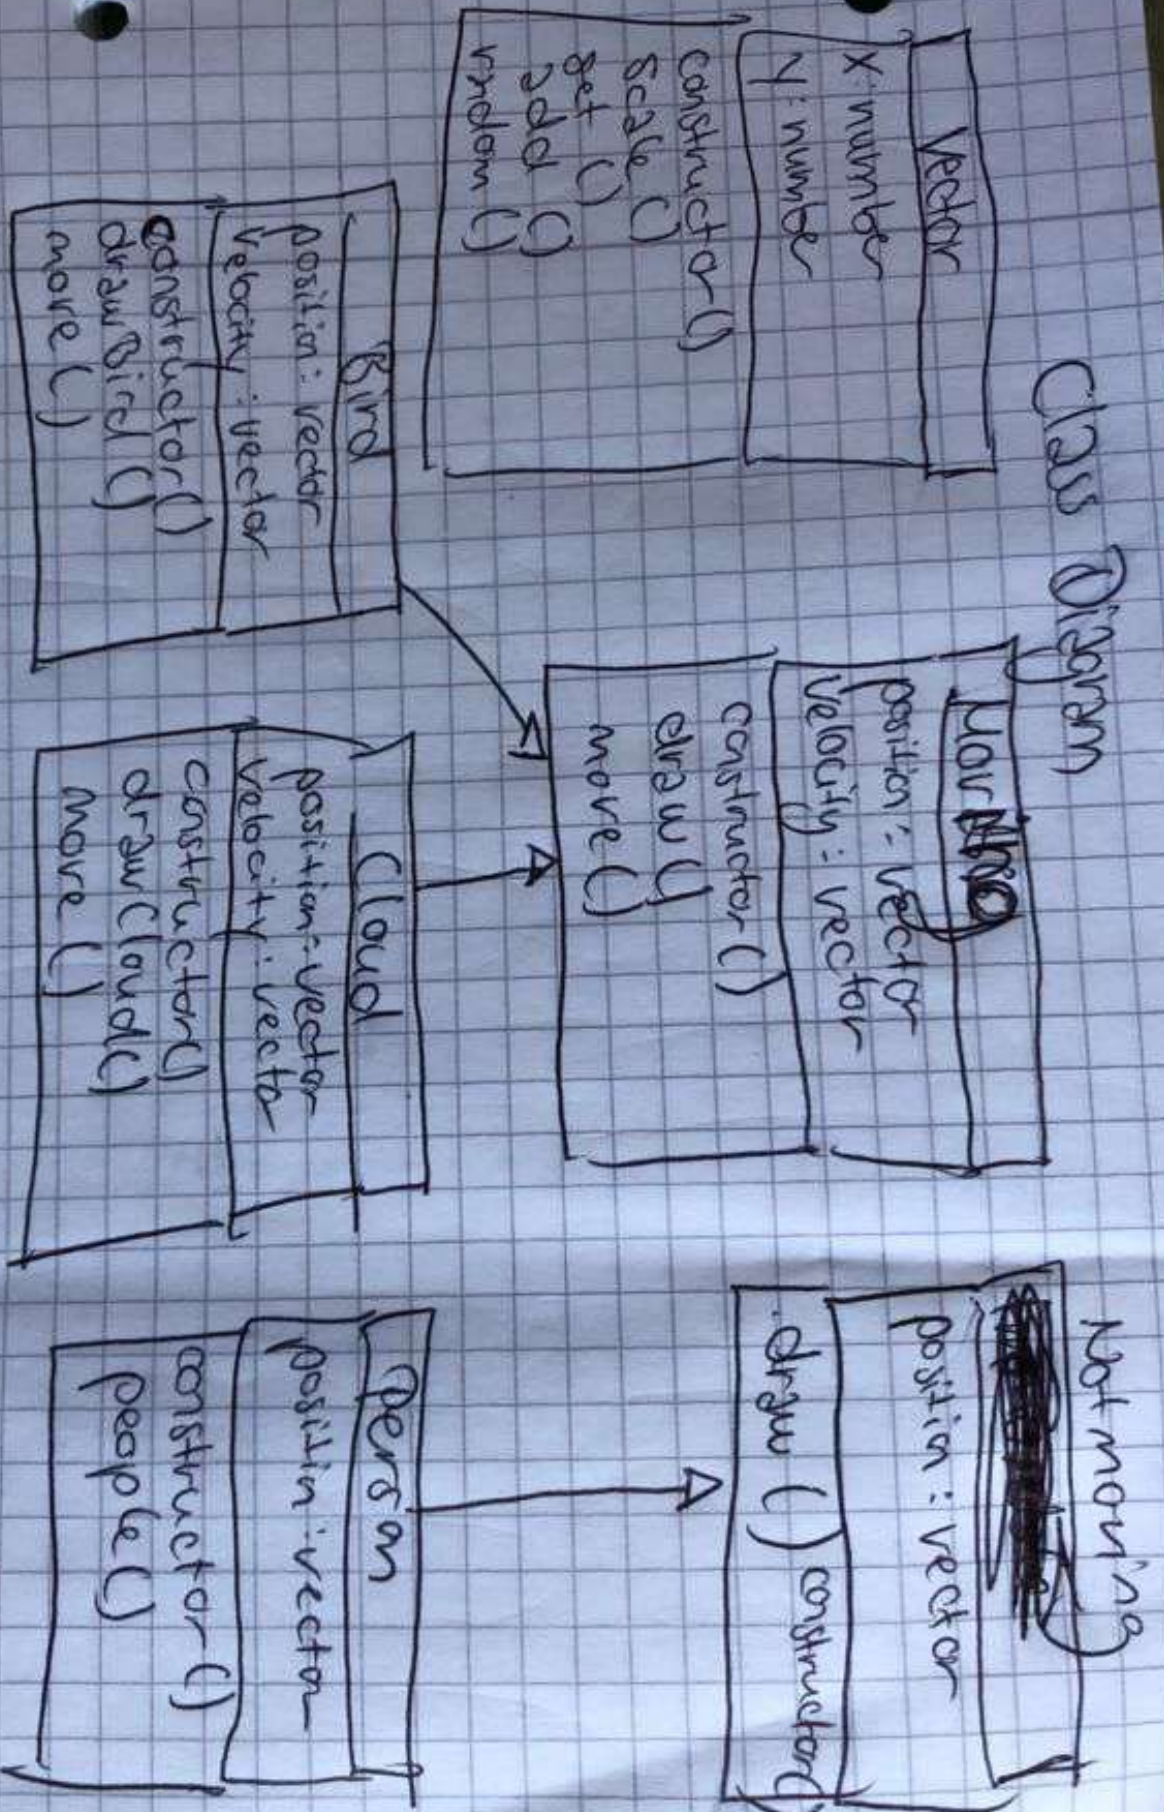 Class Diagram
Vector
x: number
y: number
constructor()
scale()
set ()
add ()
random ()
Moving
position: vector
velocity: vector
constructor()
draw()
move()
Not moving
position: vector
draw() constructor()
Bird
position: vector
velocity: vector
constructor()
drawBird()
move()
Cloud
position: vector
velocity: vector
constructor()
drawCloud()
move()
Person
position: vector
constructor()
people()